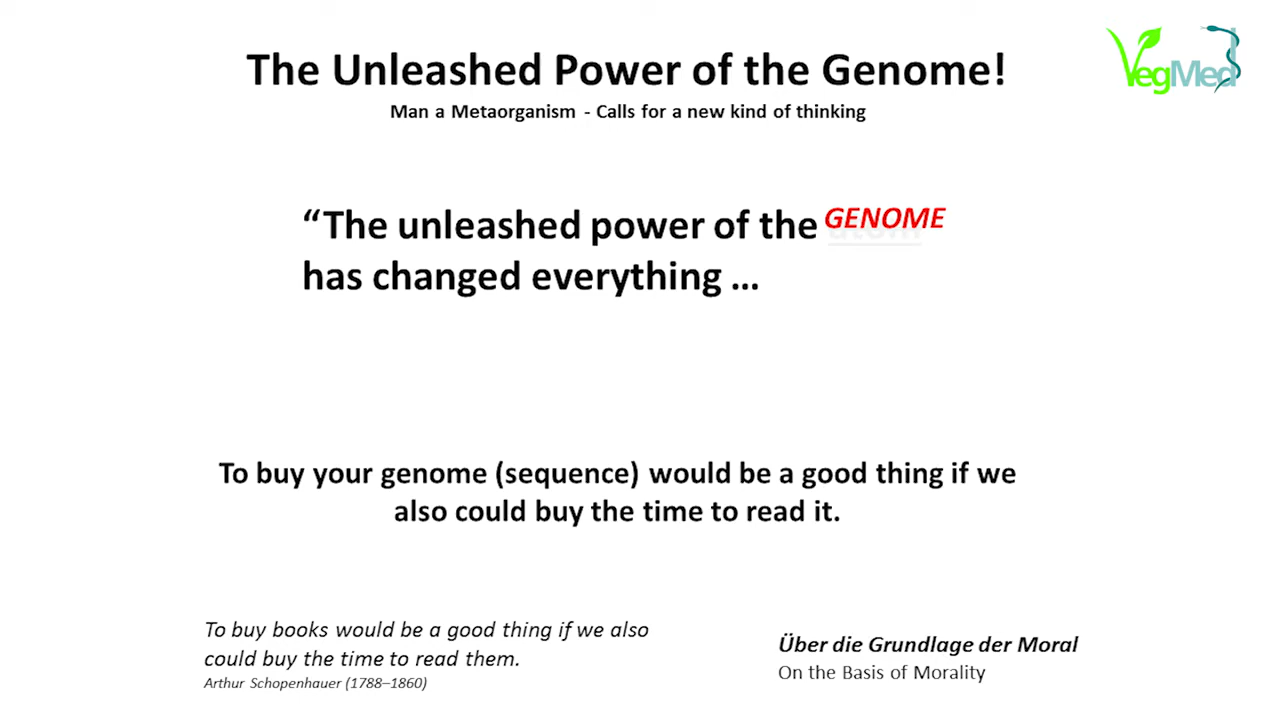 The Unleashed Power of the Genome!
Man a Metaorganism - Calls for a new kind of thinking
VegMed
“The unleashed power of the GENOME
has changed everything ...
To buy your genome (sequence) would be a good thing if we
also could buy the time to read it.
To buy books would be a good thing if we also
could buy the time to read them.
Arthur Schopenhauer (1788–1860)
Über die Grundlage der Moral
On the Basis of Morality